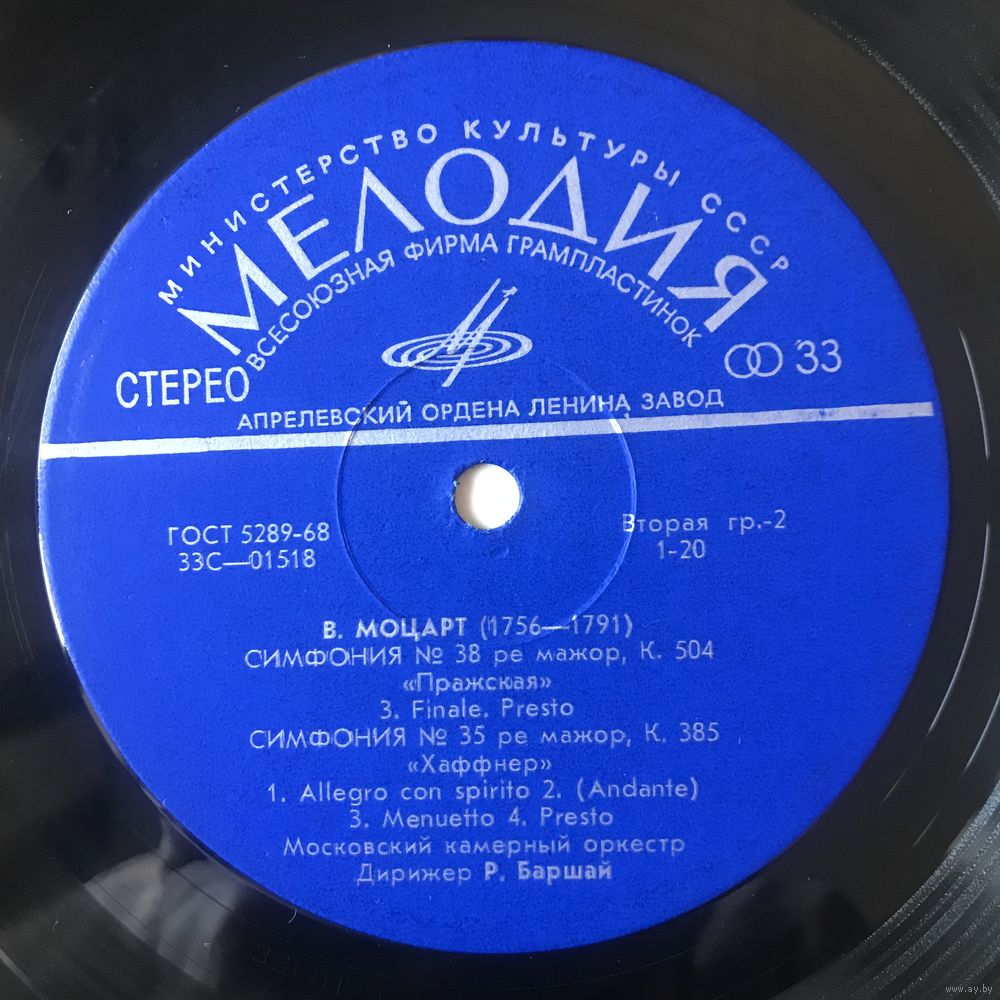 МИНИСТЕРСТВО КУЛЬТУРЫ СССР
МЕЛОДИЯ
ВСЕСОЮЗНАЯ ФИРМА ГРАМПЛАСТИНОК
СТЕРЕО
33
АПРЕЛЕВСКИЙ ОРДЕНА ЛЕНИНА ЗАВОД
ГОСТ 5289-68
33С—01518
Вторая гр.-2
1-20
В. МОЦАРТ (1756—1791)
СИМФОНИЯ № 38 ре мажор, К. 504
«Пражская»
3. Finale. Presto
СИМФОНИЯ № 35 ре мажор, К. 385
«Хаффнер»
1. Allegro con spirito 2. (Andante)
3. Menuetto 4. Presto
Московский камерный оркестр
Дирижер Р. Баршай
www.ay.by